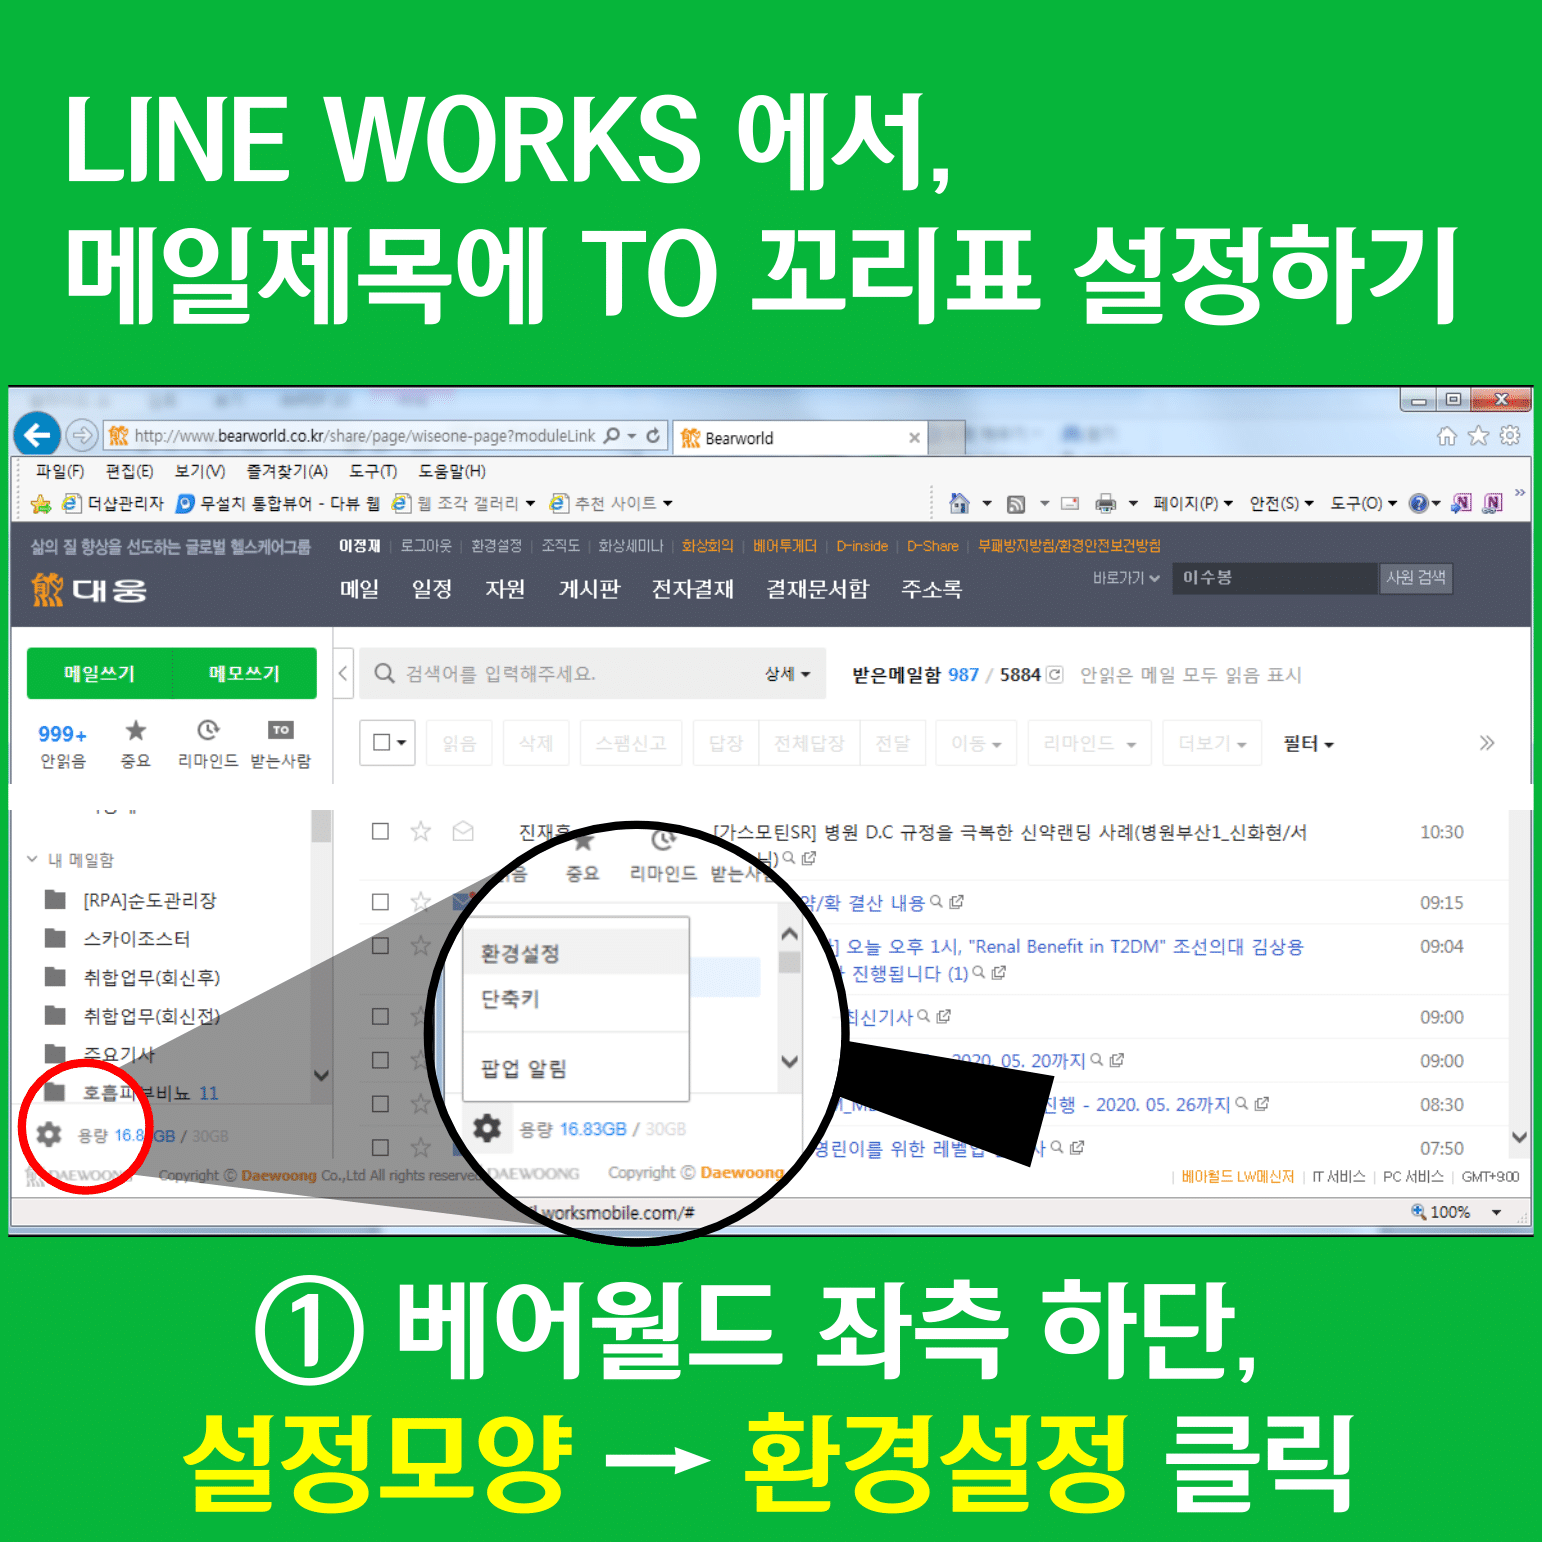 LINE WORKS 에서,
메일제목에 TO 꼬리표 설정하기
http://www.bearworld.co.kr/share/page/wiseone-page?moduleLink
Bearworld
파일(F) 편집(E) 보기(V) 즐겨찾기(A) 도구(T) 도움말(H)
더샵관리자 무설치 통합뷰어 - 다뷰 웹 웹 조각 갤러리 추천 사이트 페이지(P) 안전(S) 도구(O)
삶의 질 향상을 선도하는 글로벌 헬스케어그룹 이정재 로그아웃 환경설정 조직도 화상세미나 화상회의 베어투게더 D-inside D-Share 부패방지방침/환경안전보건방침
대웅 메일 일정 자원 게시판 전자결재 결재문서함 주소록 바로가기 이수봉 사원 검색
메일쓰기 메모쓰기 검색어를 입력해주세요. 상세 받은메일함 987 / 5884 안읽은 메일 모두 읽음 표시
999+ TO
안읽음 중요 리마인드 받는사람
읽음 삭제 스팸신고 답장 전체답장 전달 이동 리마인드 더보기 필터
내 메일함
[RPA]순도관리장
스카이조스터
취합업무(회신후)
취합업무(회신전)
주요기사
호흡피부비뇨 11
용량 16.8 GB / 30GB
[가스모틴SR] 병원 D.C 규정을 극복한 신약랜딩 사례(병원부산1_신화현/서 10:30
님)
약/확 결산 내용 09:15
오늘 오후 1시, "Renal Benefit in T2DM" 조선의대 김상용 09:04
진행됩니다 (1)
최신기사 09:00
2020. 05. 20까지 09:00
진행 - 2020. 05. 26까지 08:30
영린이를 위한 레벨업 07:50
중요 리마인드
환경설정
단축키
팝업 알림
용량 16.83GB / 30GB
DAEWOONG Copyright © Daewoong
DAEWOONG Copyright © Daewoong Co.,Ltd All rights reserved
베어월드 LW메신저 IT 서비스 PC 서비스 GMT+9:00
worksmobile.com/#
100%
① 베어월드 좌측 하단,
설정모양 → 환경설정 클릭